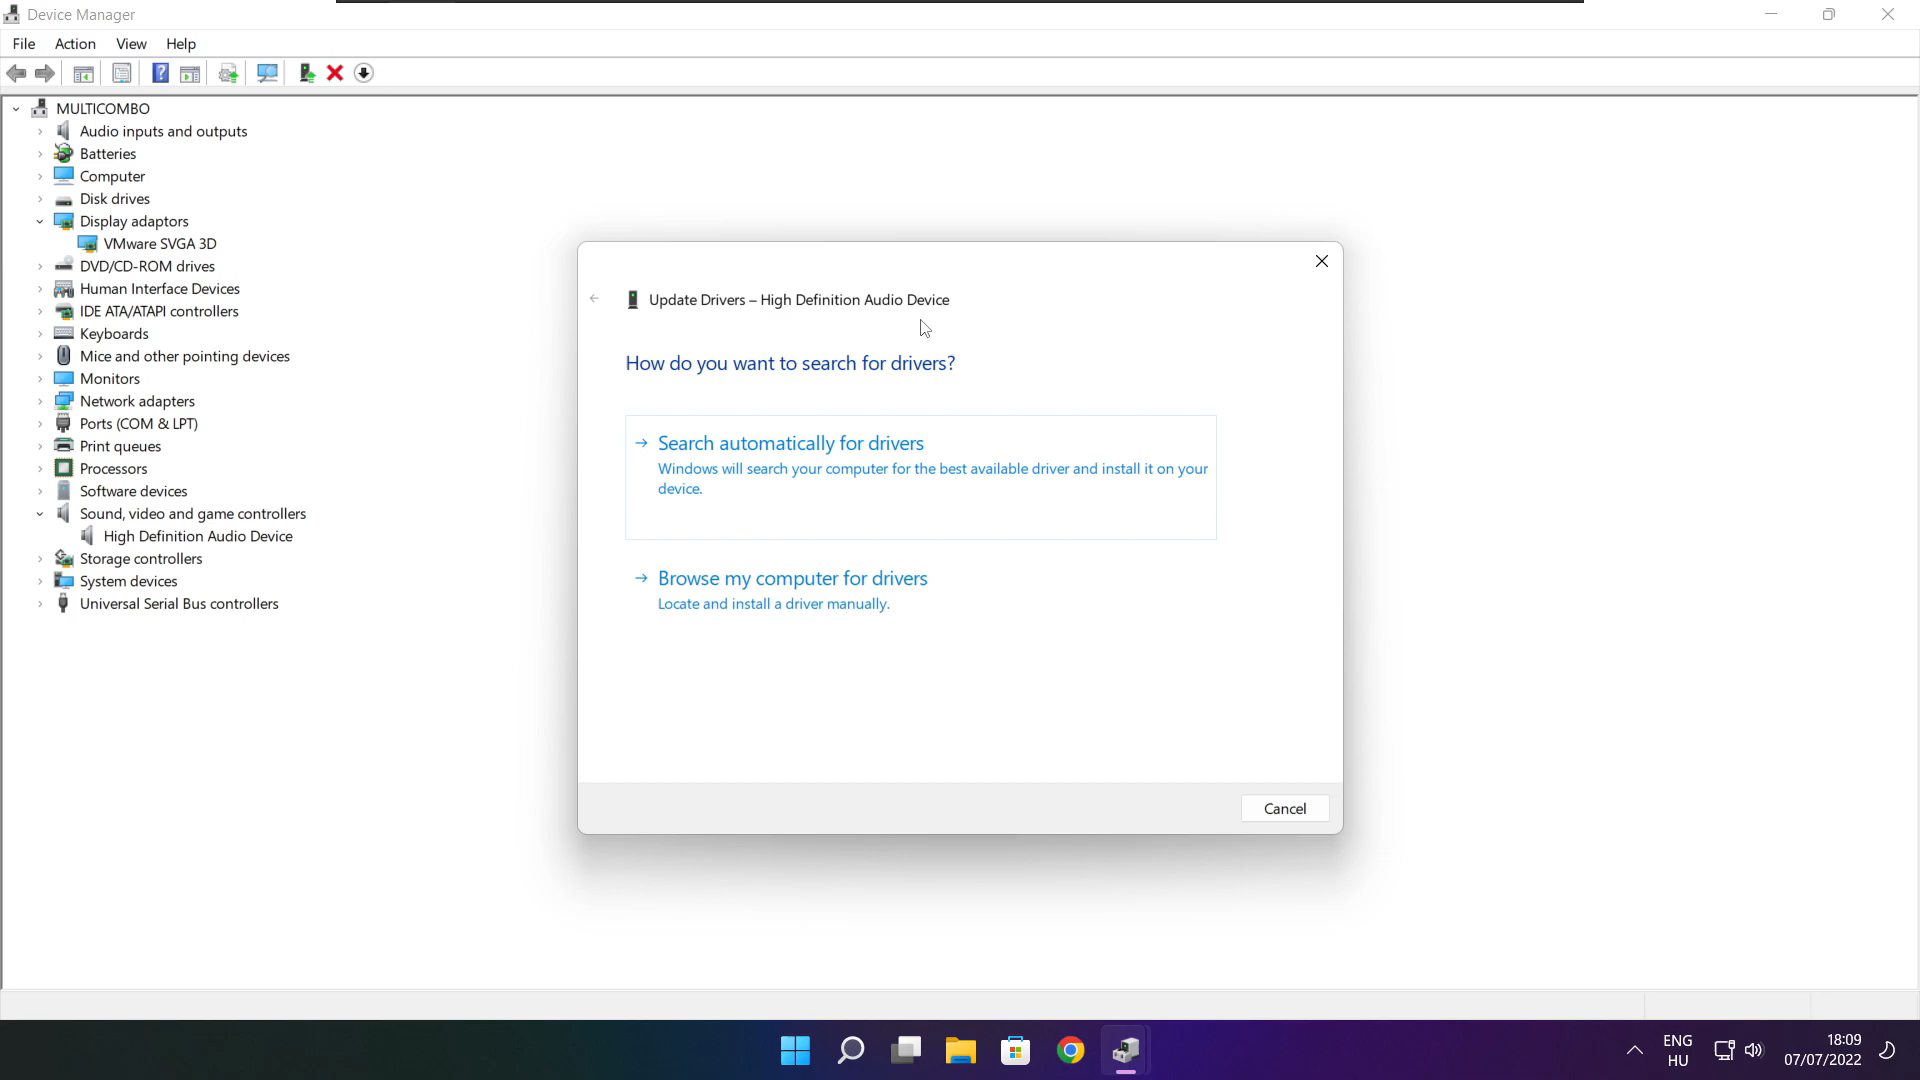 Device Manager
File Action View Help
MULTICOMBO
Audio inputs and outputs
Batteries
Computer
Disk drives
Display adaptors
VMware SVGA 3D
DVD/CD-ROM drives
Human Interface Devices
IDE ATA/ATAPI controllers
Keyboards
Mice and other pointing devices
Monitors
Network adapters
Ports (COM & LPT)
Print queues
Processors
Software devices
Sound, video and game controllers
High Definition Audio Device
Storage controllers
System devices
Universal Serial Bus controllers
Update Drivers – High Definition Audio Device
How do you want to search for drivers?
Search automatically for drivers
Windows will search your computer for the best available driver and install it on your
device.
Browse my computer for drivers
Locate and install a driver manually.
Cancel
ENG
HU
18:09
07/07/2022